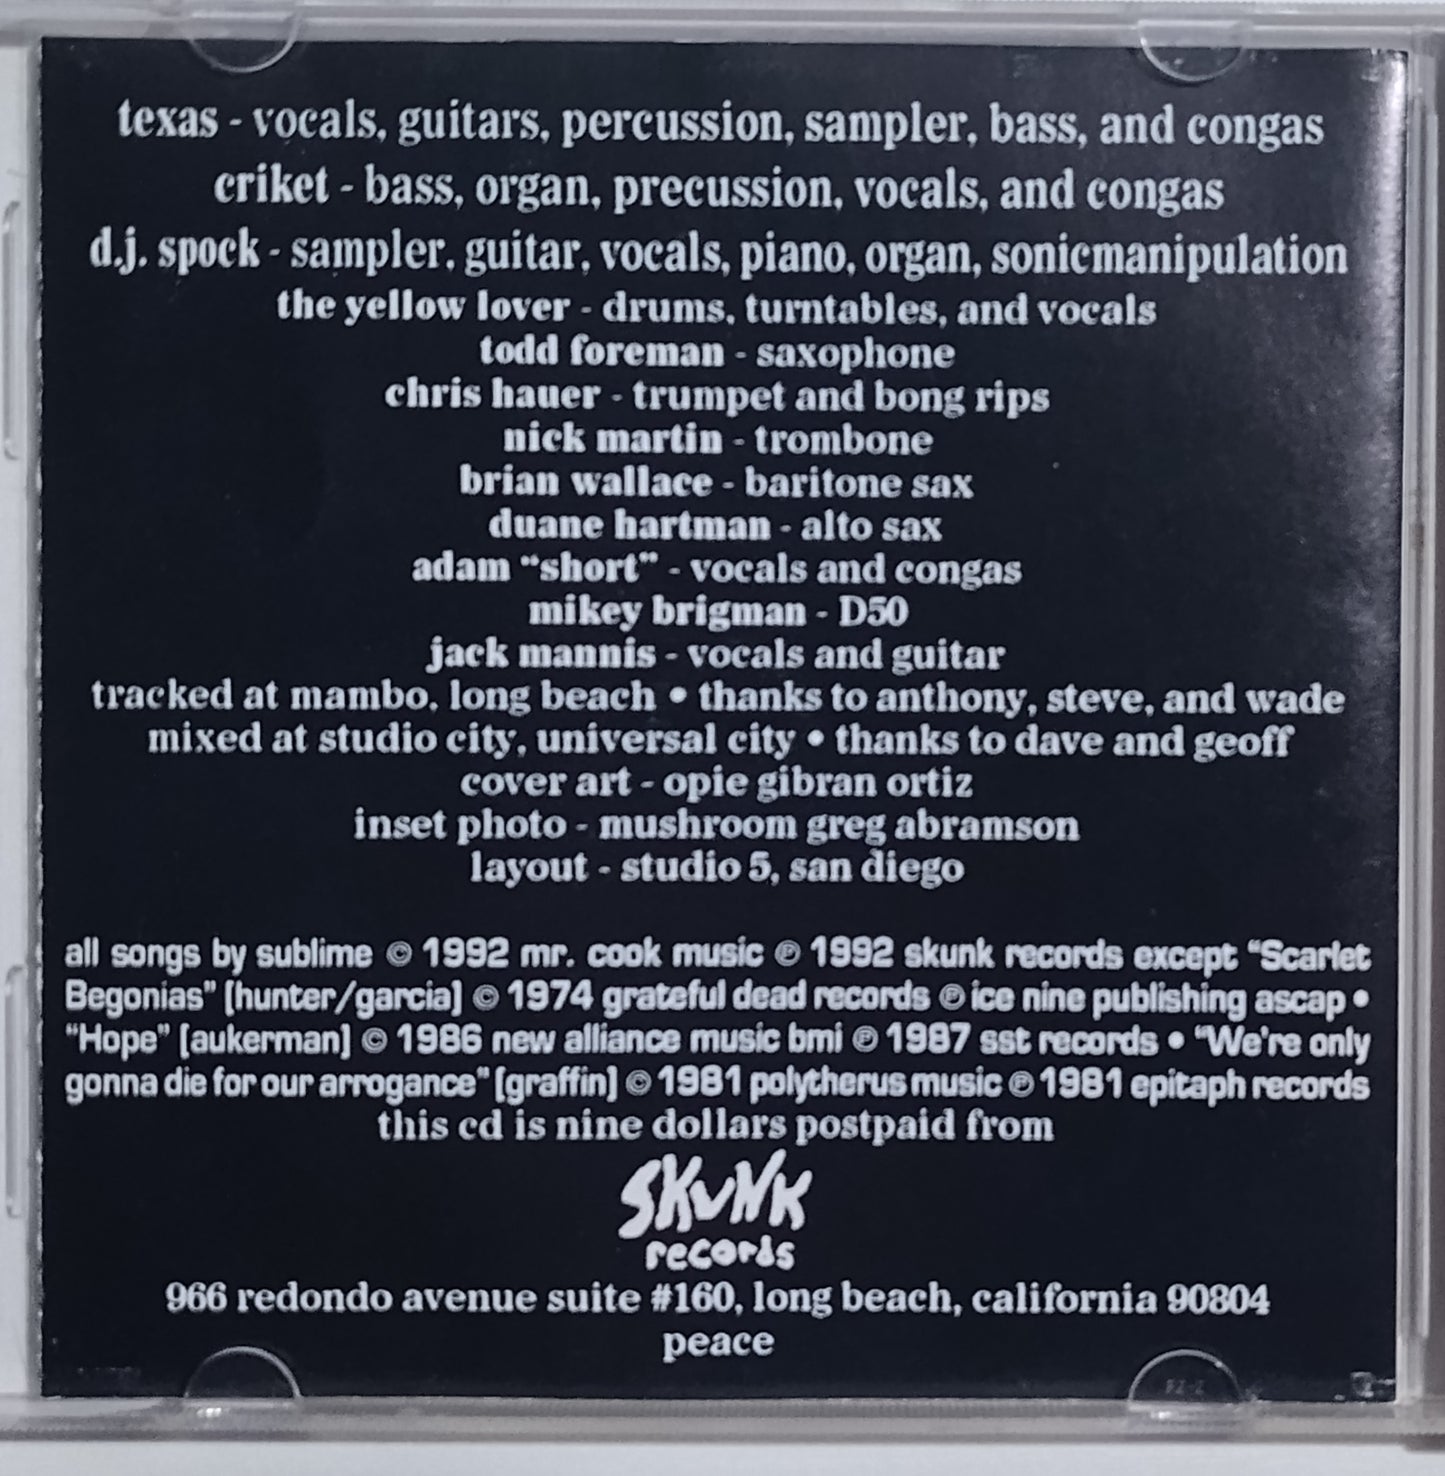 texas - vocals, guitars, percussion, sampler, bass, and congas
criket - bass, organ, precussion, vocals, and congas
d.j. spock - sampler, guitar, vocals, piano, organ, sonicmanipulation
the yellow lover - drums, turntables, and vocals
todd foreman - saxophone
chris hauer - trumpet and bong rips
nick martin - trombone
brian wallace - baritone sax
duane hartman - alto sax
adam “short” - vocals and congas
mikey brigman - D50
jack mannis - vocals and guitar
tracked at mambo, long beach • thanks to anthony, steve, and wade
mixed at studio city, universal city • thanks to dave and geoff
cover art - opie gibran ortiz
inset photo - mushroom greg abramson
layout - studio 5, san diego
all songs by sublime © 1992 mr. cook music ℗ 1992 skunk records except “Scarlet
Begonias” [hunter/garcia] © 1974 grateful dead records ℗ ice nine publishing ascap •
“Hope” [aukerman] © 1986 new alliance music bmi ℗ 1987 sst records • “We're only
gonna die for our arrogance” [graffin] © 1981 polytherus music ℗ 1981 epitaph records
this cd is nine dollars postpaid from
SKUNK
records
966 redondo avenue suite #160, long beach, california 90804
peace